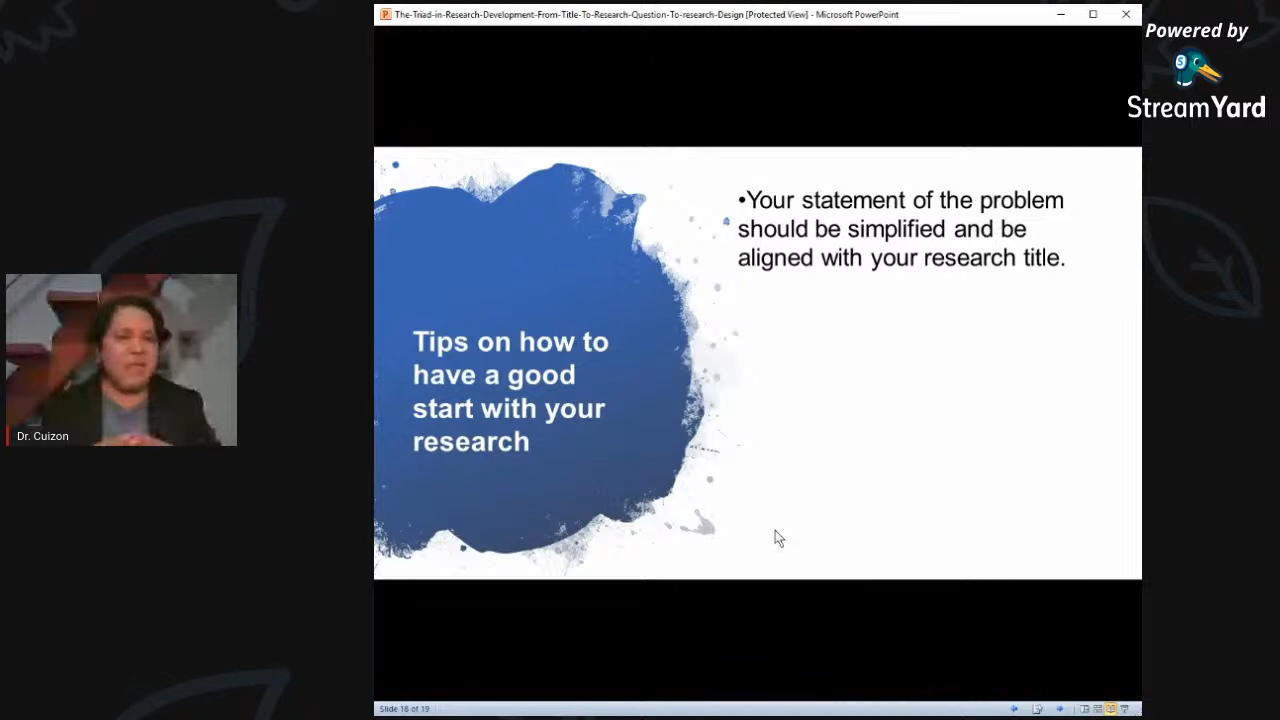 The-Triad-in-Research-Development-From-Title-To-Research-Question-To-research-Design [Protected View] - Microsoft PowerPoint
Powered by
StreamYard
•Your statement of the problem
should be simplified and be
aligned with your research title.
Tips on how to
have a good
start with your
research
Dr. Cuizon
Slide 18 of 19